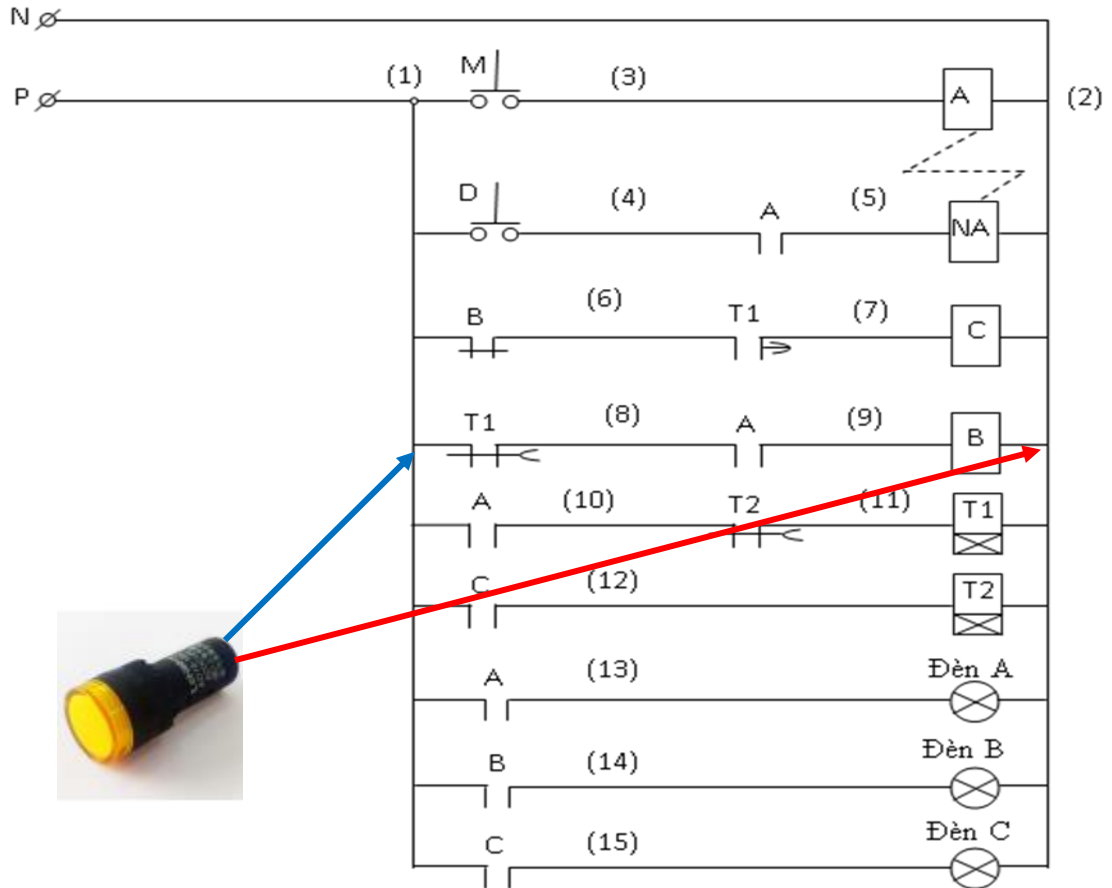 N
(1) M (3)
P A (2)
D (4) A (5) NA
B (6) T1 (7) C
T1 (8) A (9) B
A (10) T2 (11) T1
C (12) T2
A (13) Đèn A
B (14) Đèn B
C (15) Đèn C